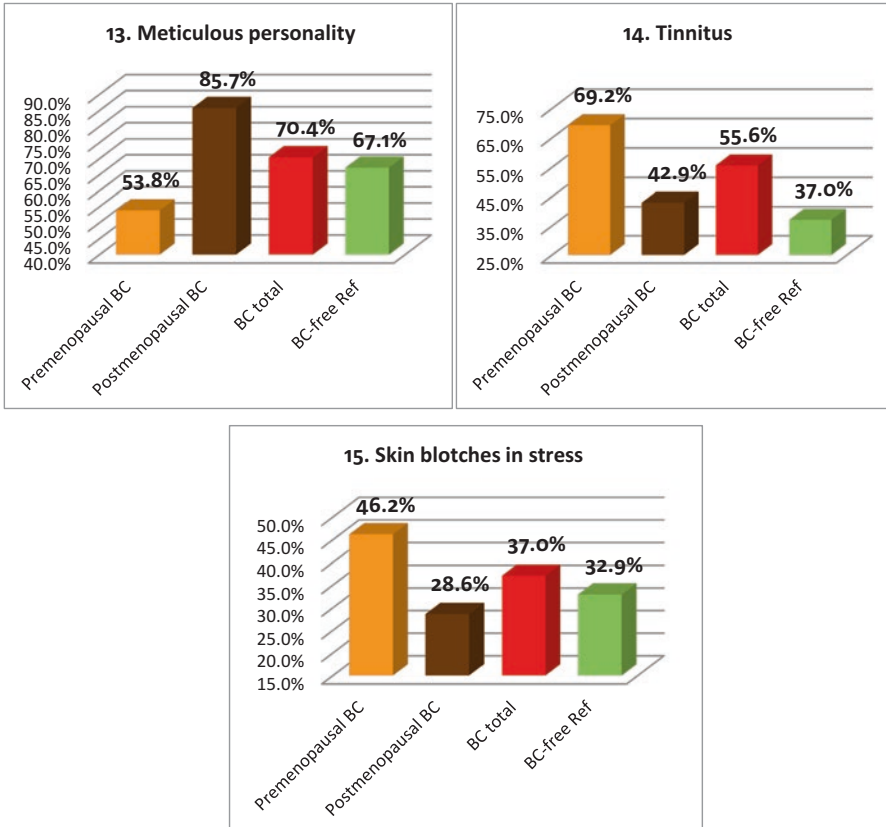 13. Meticulous personality
90.0%
85.0%
80.0%
75.0%
70.0%
65.0%
60.0%
55.0%
50.0%
45.0%
40.0%
53.8%
85.7%
70.4%
67.1%
Premenopausal BC
Postmenopausal BC
BC total
BC-free Ref
14. Tinnitus
75.0%
65.0%
55.0%
45.0%
35.0%
25.0%
69.2%
42.9%
55.6%
37.0%
Premenopausal BC
Postmenopausal BC
BC total
BC-free Ref
15. Skin blotches in stress
50.0%
45.0%
40.0%
35.0%
30.0%
25.0%
20.0%
15.0%
46.2%
28.6%
37.0%
32.9%
Premenopausal BC
Postmenopausal BC
BC total
BC-free Ref